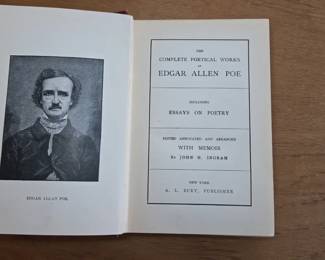 EDGAR ALLAN POE.
THE
COMPLETE POETICAL WORKS
OF
EDGAR ALLEN POE
INCLUDING
ESSAYS ON POETRY
EDITED ANNOTATED AND ARRANGED
WITH MEMOIR
By JOHN H. INGRAM
NEW YORK
A. L. BURT, PUBLISHER